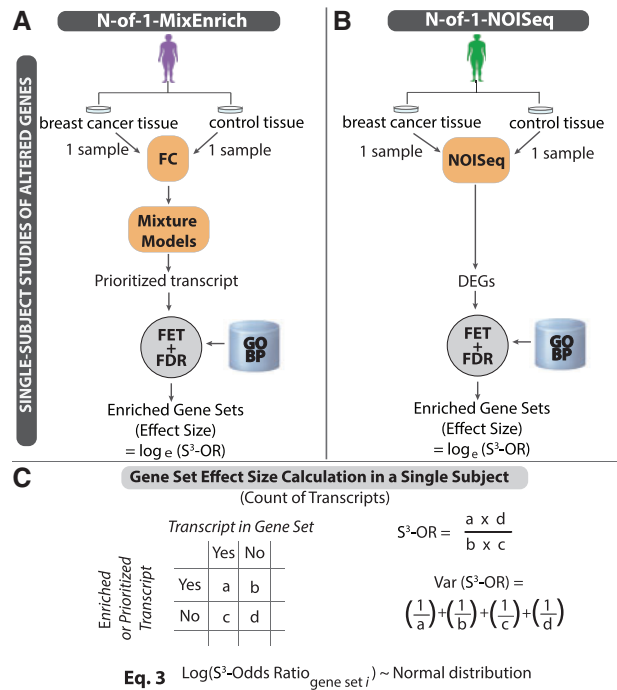 A N-of-1-MixEnrich
SINGLE-SUBJECT STUDIES OF ALTERED GENES
breast cancer tissue control tissue
1 sample 1 sample
FC
Mixture
Models
Prioritized transcript
FET
+
FDR
GO
BP
Enriched Gene Sets
(Effect Size)
= log e (S³-OR)
B N-of-1-NOISeq
breast cancer tissue control tissue
1 sample 1 sample
NOISeq
DEGs
FET
+
FDR
GO
BP
Enriched Gene Sets
(Effect Size)
= log e (S³-OR)
C Gene Set Effect Size Calculation in a Single Subject
(Count of Transcripts)
Transcript in Gene Set
Enriched
or Prioritized
Transcript
Yes No
Yes a b
No c d
S³-OR = a x d
b x c
Var (S³-OR) =
(1/a)+(1/b)+(1/c)+(1/d)
Eq. 3 Log(S³-Odds Ratio gene set i) ~ Normal distribution